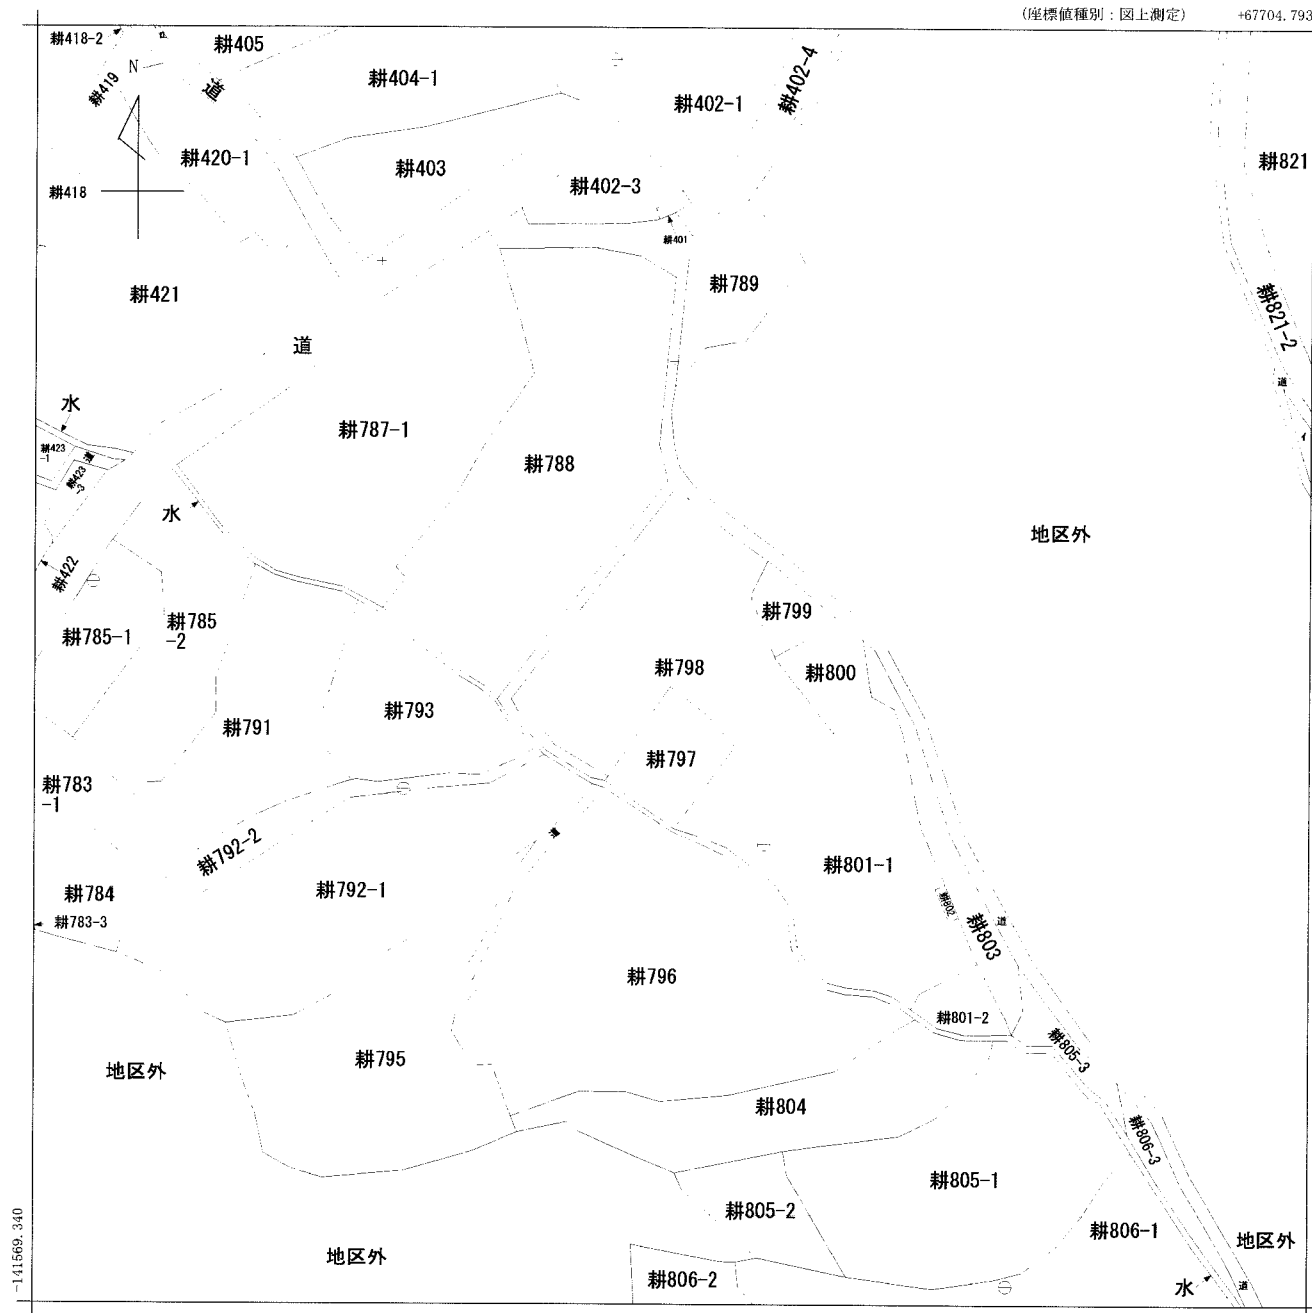 (座標値種別：図上測定)
+67704.793
耕418-2
耕405
N
耕419
道
耕404-1
耕402-1
耕402-4
耕420-1
耕403
耕402-3
耕821
耕418
耕401
耕789
耕421
耕821-2
道
道
水
耕787-1
耕423
-1
道
耕423
-3
耕788
水
地区外
耕422
耕785-1
耕785
-2
耕799
耕798
耕800
耕791
耕793
耕797
耕783
-1
耕792-2
耕801-1
耕792-1
耕784
耕783-3
耕802
耕803
道
耕796
耕801-2
耕805-3
地区外
耕795
耕804
耕806-3
耕805-1
耕805-2
耕806-1
地区外
地区外
耕806-2
水
道
-141569.340